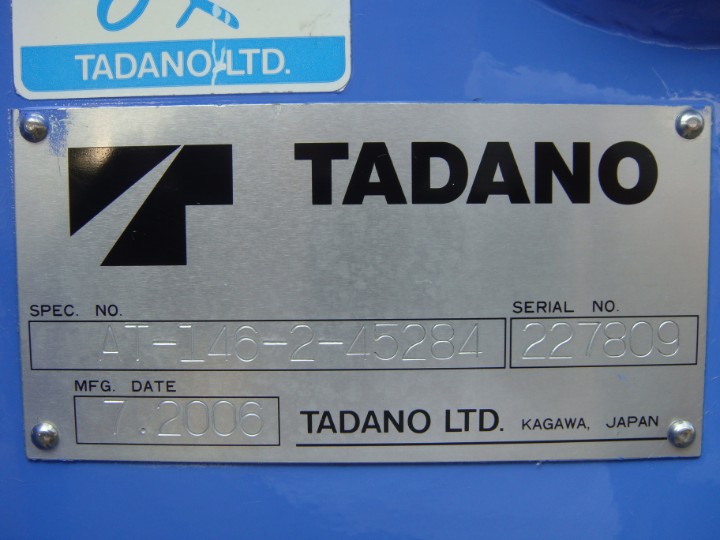 TADANO LTD.
TADANO
SPEC. NO.
SERIAL NO.
AT-146-2-45284
227809
MFG. DATE
7.2006
TADANO LTD. KAGAWA, JAPAN